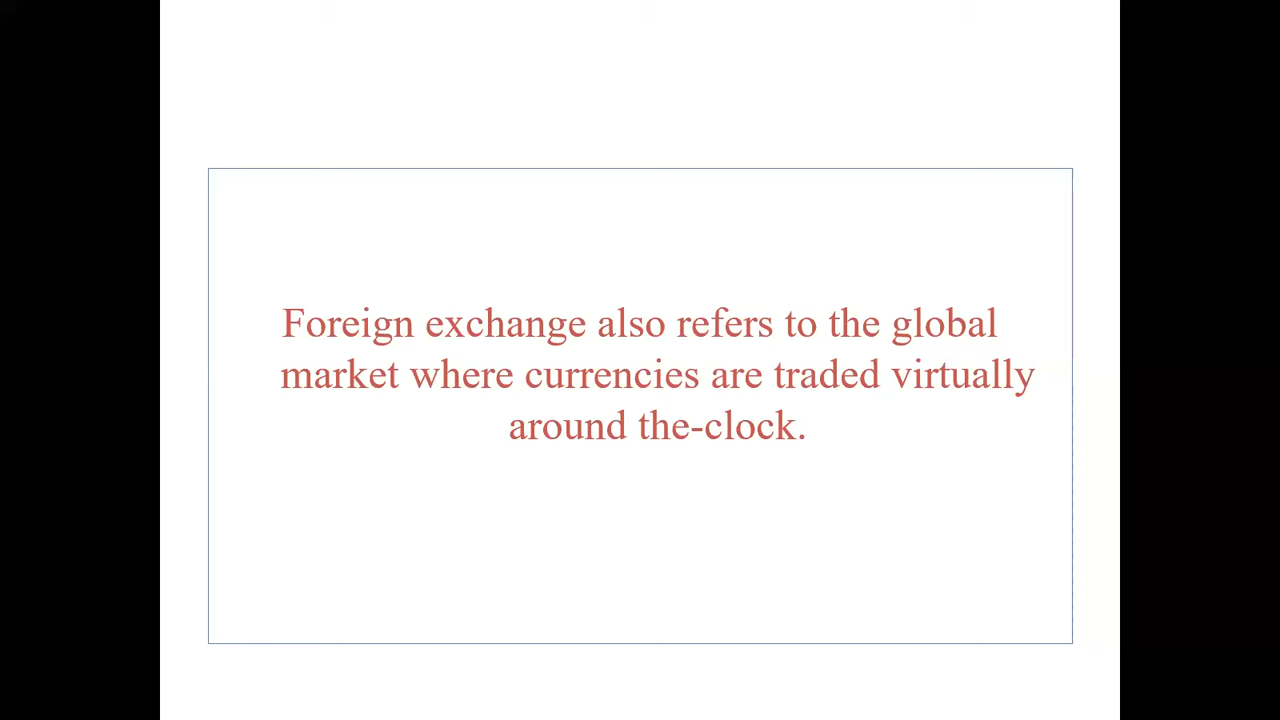 Foreign exchange also refers to the global
market where currencies are traded virtually
around the-clock.